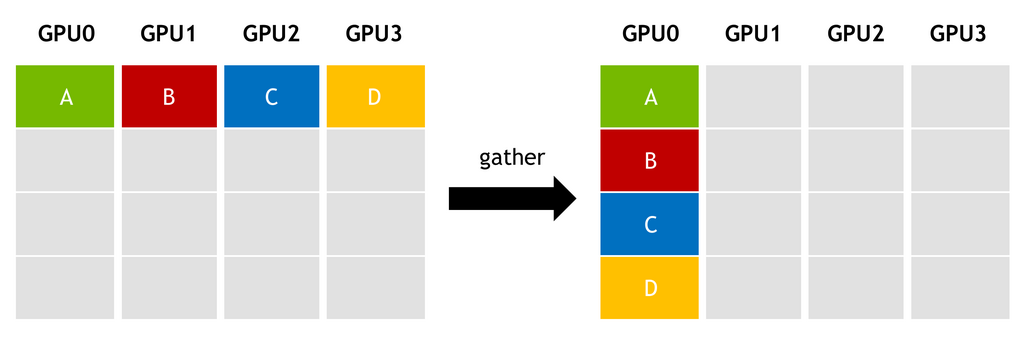 GPU0 GPU1 GPU2 GPU3
A B C D
gather
GPU0 GPU1 GPU2 GPU3
A
B
C
D